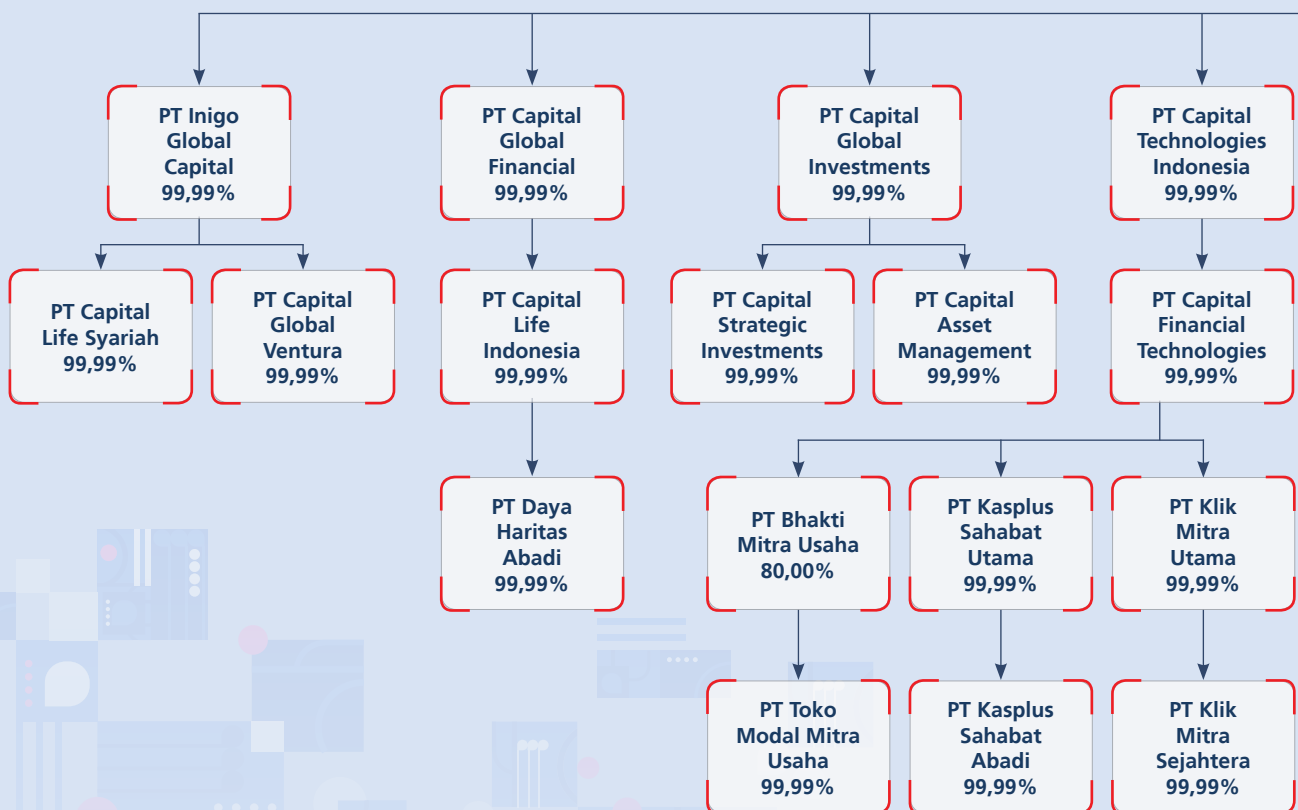 PT Inigo
Global
Capital
99,99%
PT Capital
Global
Financial
99,99%
PT Capital
Global
Investments
99,99%
PT Capital
Technologies
Indonesia
99,99%
PT Capital
Life Syariah
99,99%
PT Capital
Global
Ventura
99,99%
PT Capital
Life
Indonesia
99,99%
PT Capital
Strategic
Investments
99,99%
PT Capital
Asset
Management
99,99%
PT Capital
Financial
Technologies
99,99%
PT Daya
Haritas
Abadi
99,99%
PT Bhakti
Mitra Usaha
80,00%
PT Kasplus
Sahabat
Utama
99,99%
PT Klik
Mitra
Utama
99,99%
PT Toko
Modal Mitra
Usaha
99,99%
PT Kasplus
Sahabat
Abadi
99,99%
PT Klik
Mitra
Sejahtera
99,99%